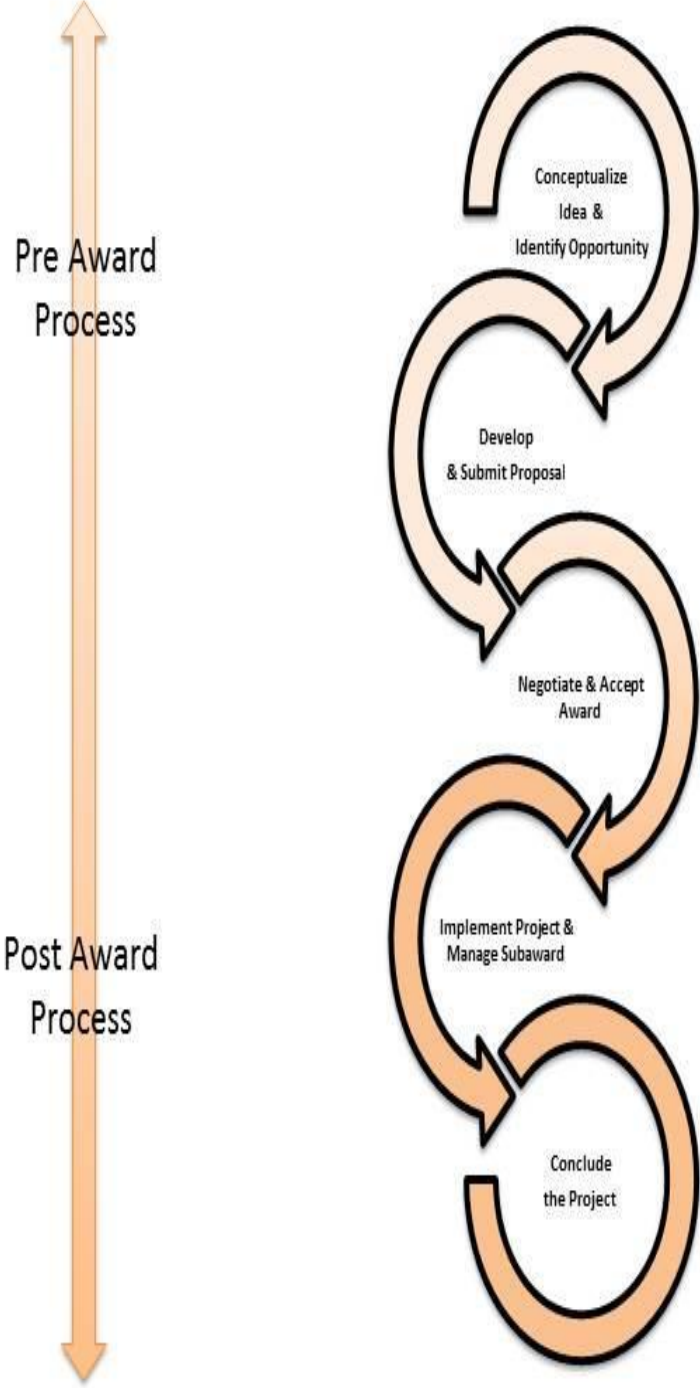 Pre Award
Process
Conceptualize
Idea &
Identify Opportunity
Develop
& Submit Proposal
Negotiate & Accept
Award
Post Award
Process
Implement Project &
Manage Subaward
Conclude
the Project